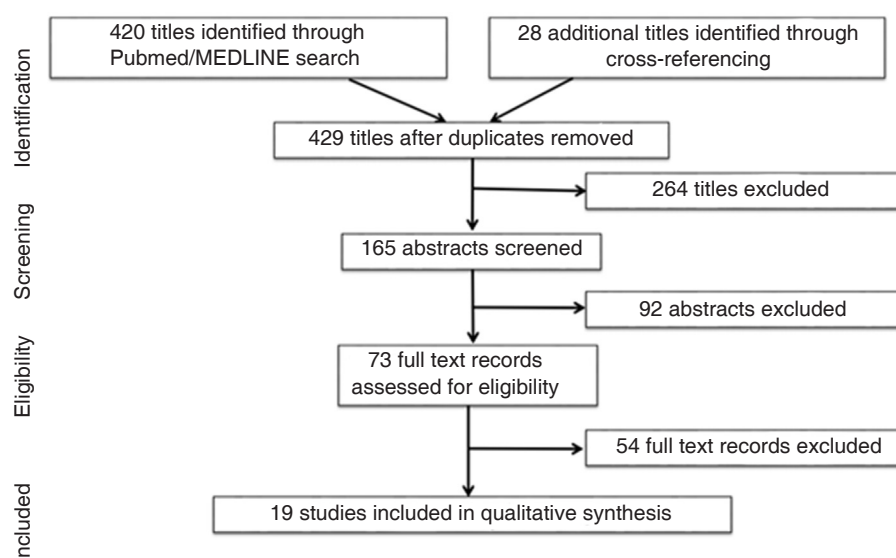 420 titles identified through
Pubmed/MEDLINE search
28 additional titles identified through
cross-referencing
Identification
429 titles after duplicates removed
264 titles excluded
Screening
165 abstracts screened
92 abstracts excluded
Eligibility
73 full text records
assessed for eligibility
54 full text records excluded
ncluded
19 studies included in qualitative synthesis